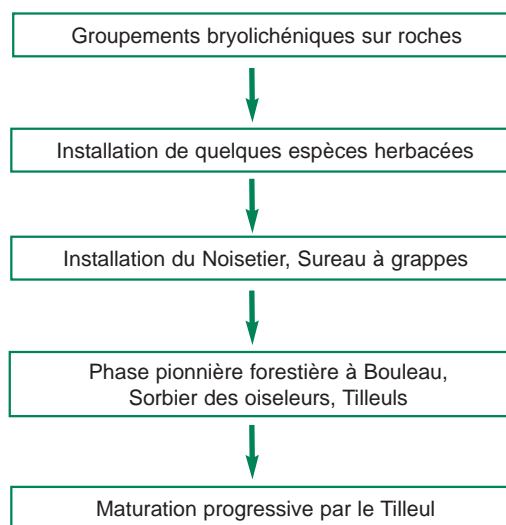 Groupements bryolichéniques sur roches
Installation de quelques espèces herbacées
Installation du Noisetier, Sureau à grappes
Phase pionnière forestière à Bouleau,
Sorbier des oiseleurs, Tilleuls
Maturation progressive par le Tilleul